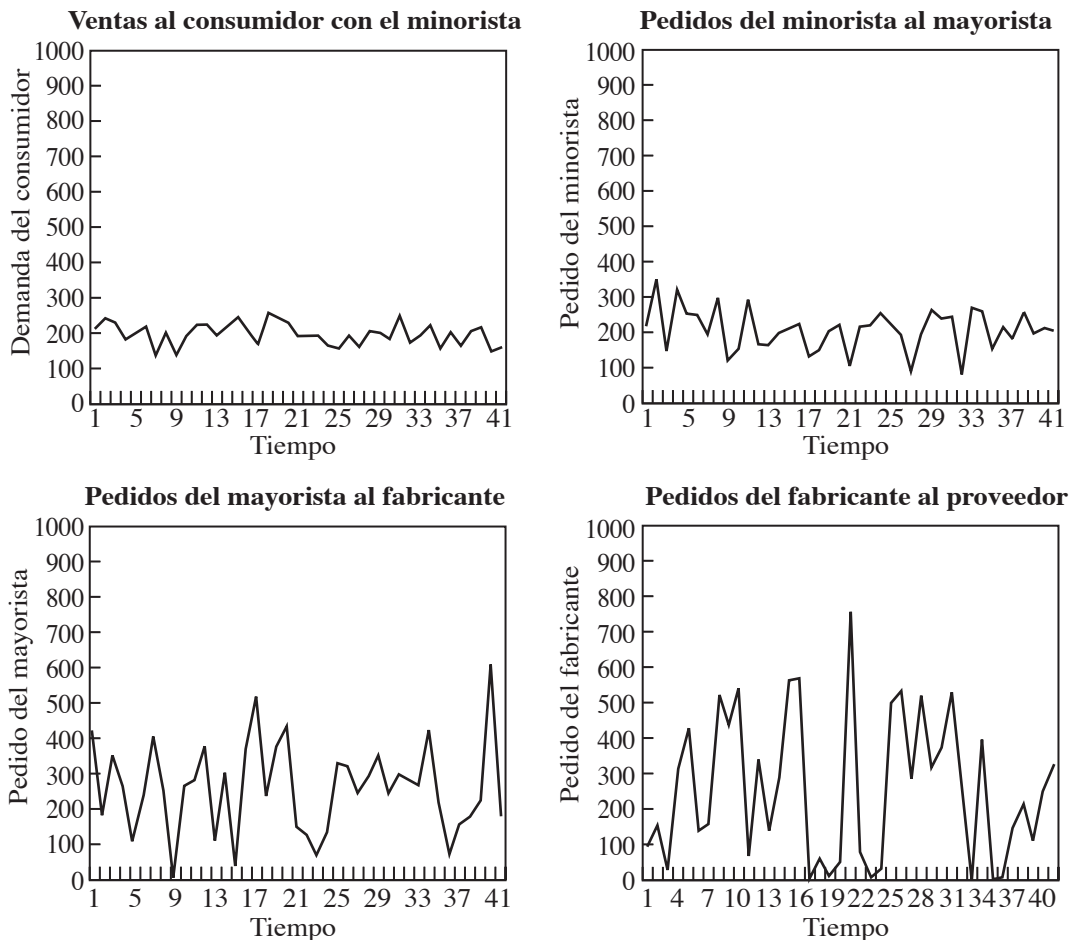 Ventas al consumidor con el minorista
Demanda del consumidor
1000
900
800
700
600
500
400
300
200
100
0
1 5 9 13 17 21 25 29 33 37 41
Tiempo
Pedidos del minorista al mayorista
Pedido del minorista
1000
900
800
700
600
500
400
300
200
100
0
1 5 9 13 17 21 25 29 33 37 41
Tiempo
Pedidos del mayorista al fabricante
Pedido del mayorista
1000
900
800
700
600
500
400
300
200
100
0
1 5 9 13 17 21 25 29 33 37 41
Tiempo
Pedidos del fabricante al proveedor
Pedido del fabricante
1000
900
800
700
600
500
400
300
200
100
0
1 4 7 10 13 16 19 22 25 28 31 34 37 40
Tiempo